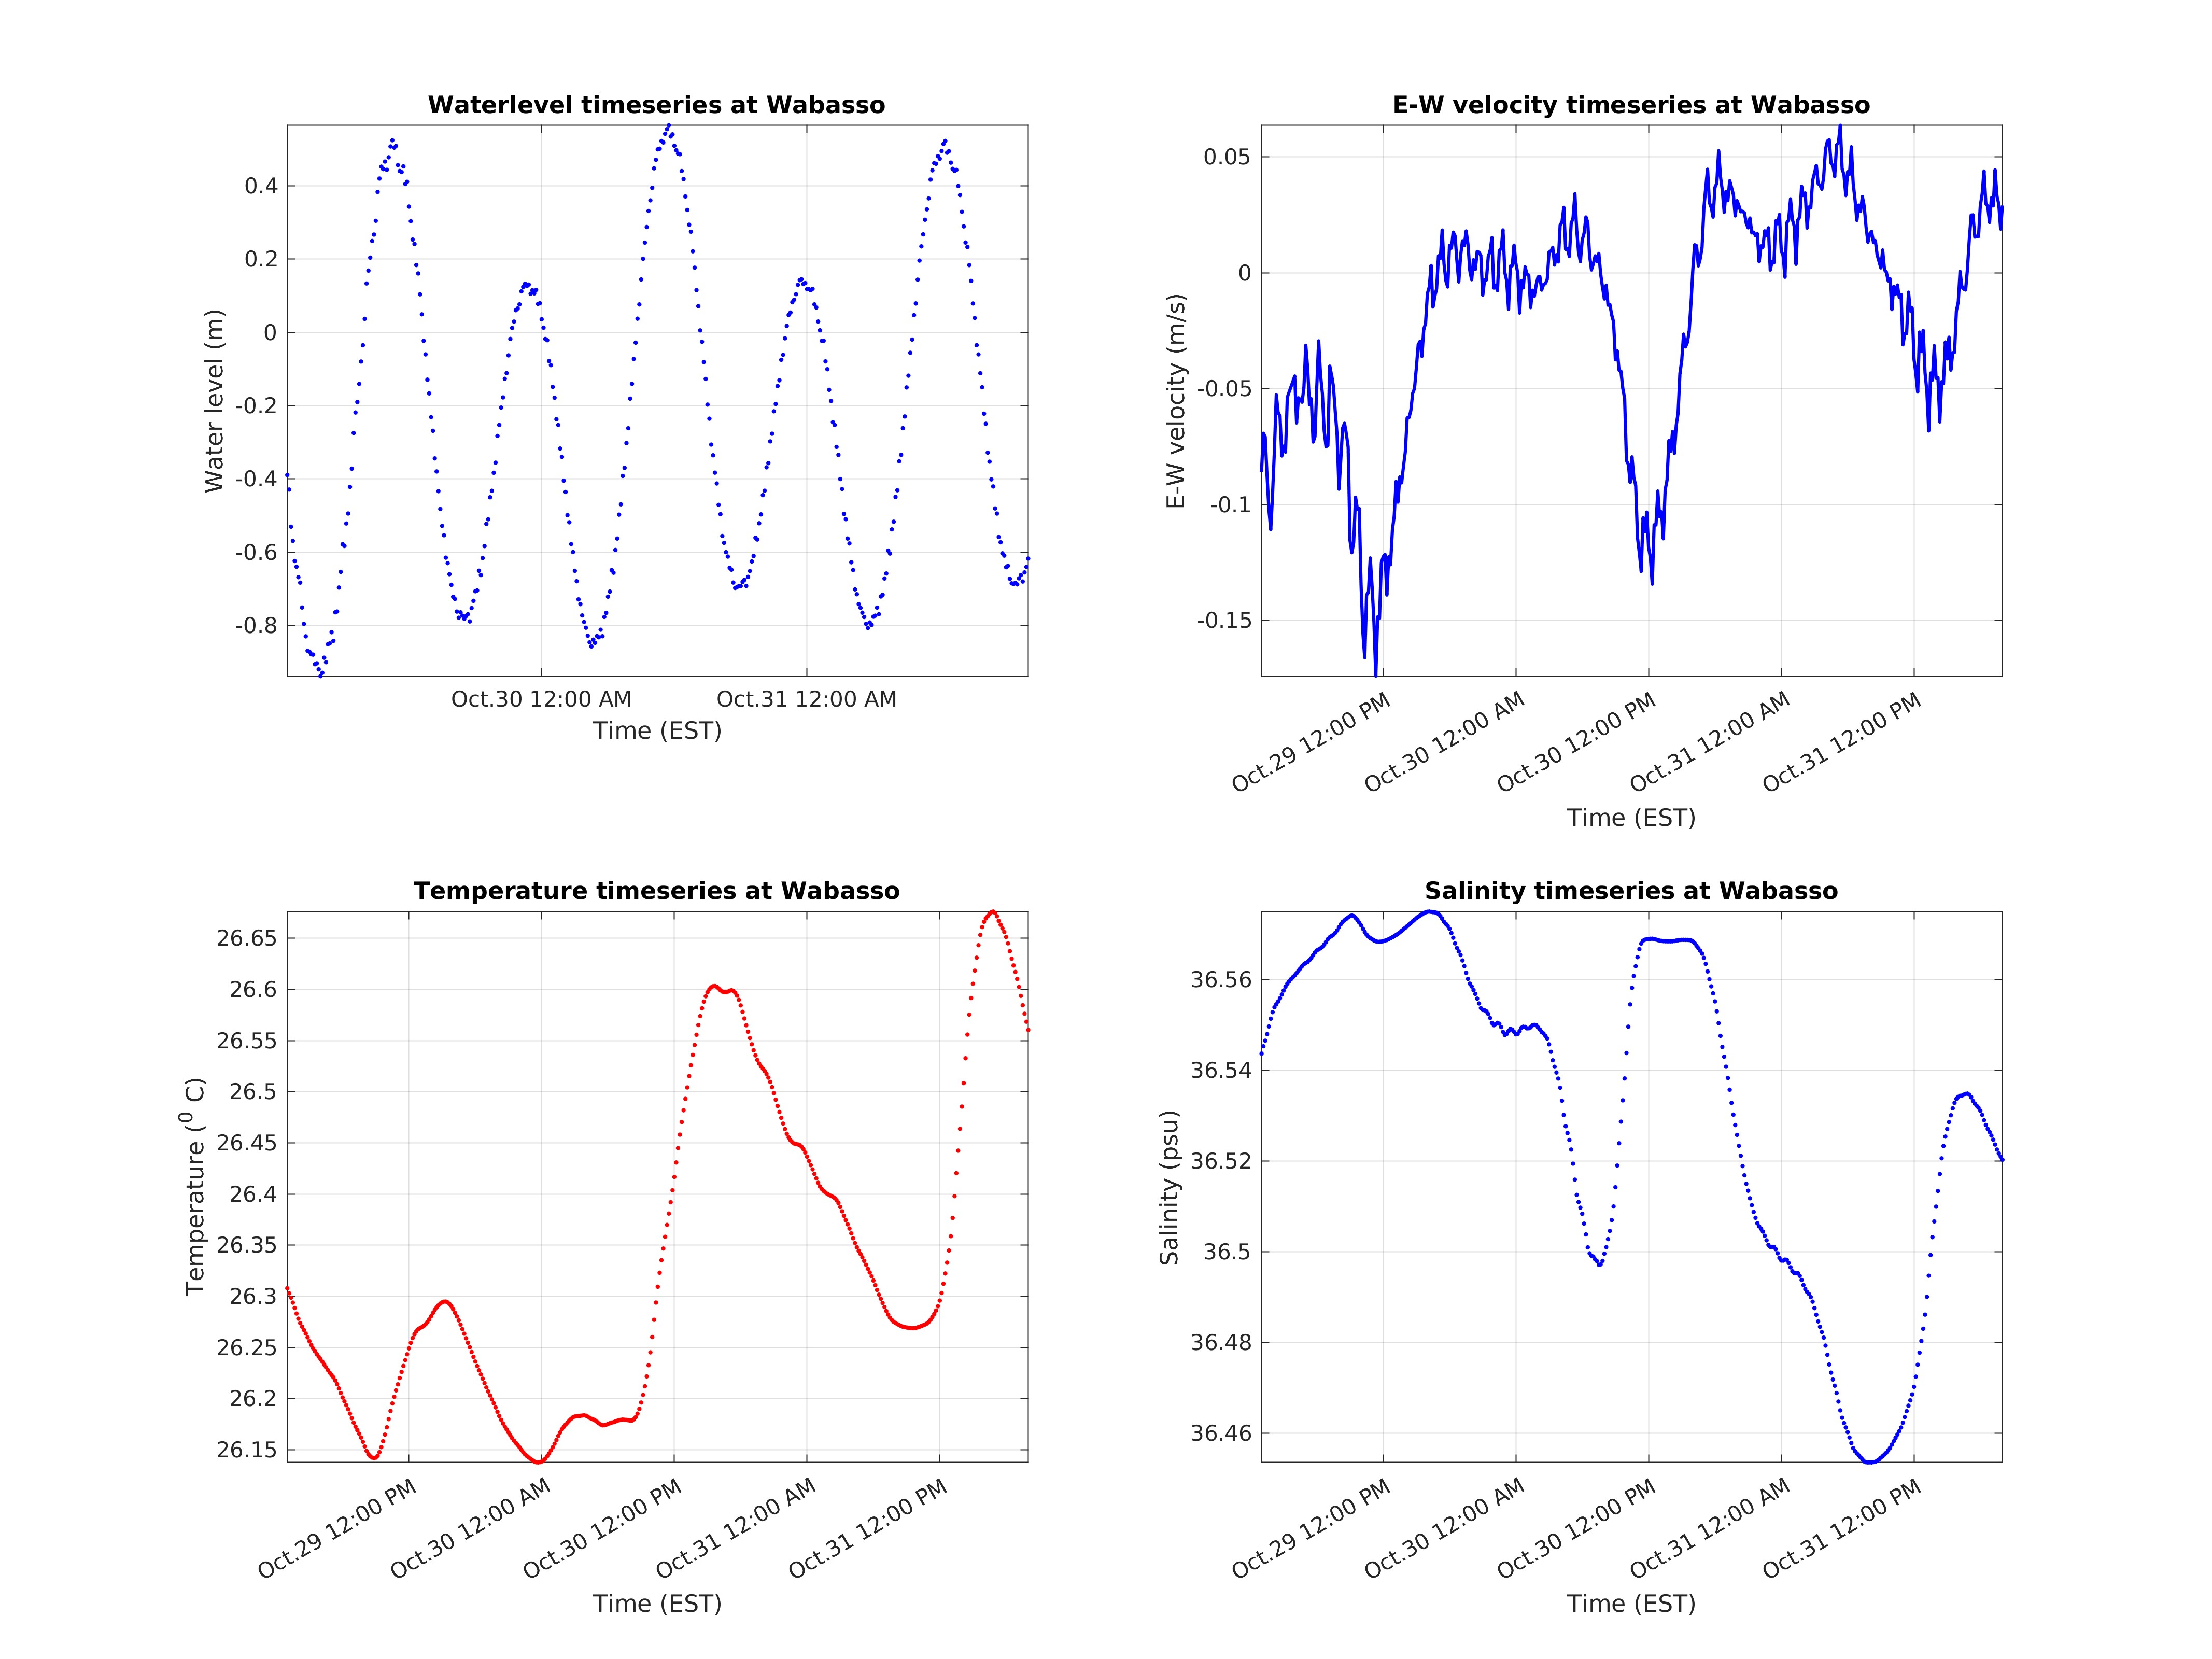 Waterlevel timeseries at Wabasso
0.4
0.2
0
-0.2
-0.4
-0.6
-0.8
Water level (m)
Oct.30 12:00 AM
Oct.31 12:00 AM
Time (EST)
E-W velocity timeseries at Wabasso
0.05
0
-0.05
-0.1
-0.15
E-W velocity (m/s)
Oct.29 12:00 PM
Oct.30 12:00 AM
Oct.30 12:00 PM
Oct.31 12:00 AM
Oct.31 12:00 PM
Time (EST)
Temperature timeseries at Wabasso
26.65
26.6
26.55
26.5
26.45
26.4
26.35
26.3
26.25
26.2
26.15
Temperature (⁰ C)
Oct.29 12:00 PM
Oct.30 12:00 AM
Oct.30 12:00 PM
Oct.31 12:00 AM
Oct.31 12:00 PM
Time (EST)
Salinity timeseries at Wabasso
36.56
36.54
36.52
36.5
36.48
36.46
Salinity (psu)
Oct.29 12:00 PM
Oct.30 12:00 AM
Oct.30 12:00 PM
Oct.31 12:00 AM
Oct.31 12:00 PM
Time (EST)